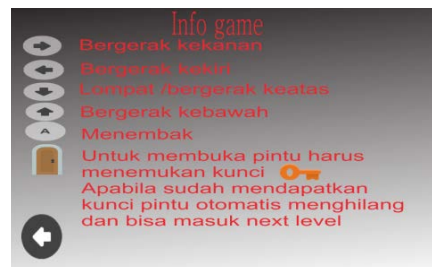 Info game
Bergerak kekanan
Bergerak kekiri
Lompat /bergerak keatas
Bergerak kebawah
A Menembak
Untuk membuka pintu harus
menemukan kunci
Apabila sudah mendapatkan
kunci pintu otomatis menghilang
dan bisa masuk next level